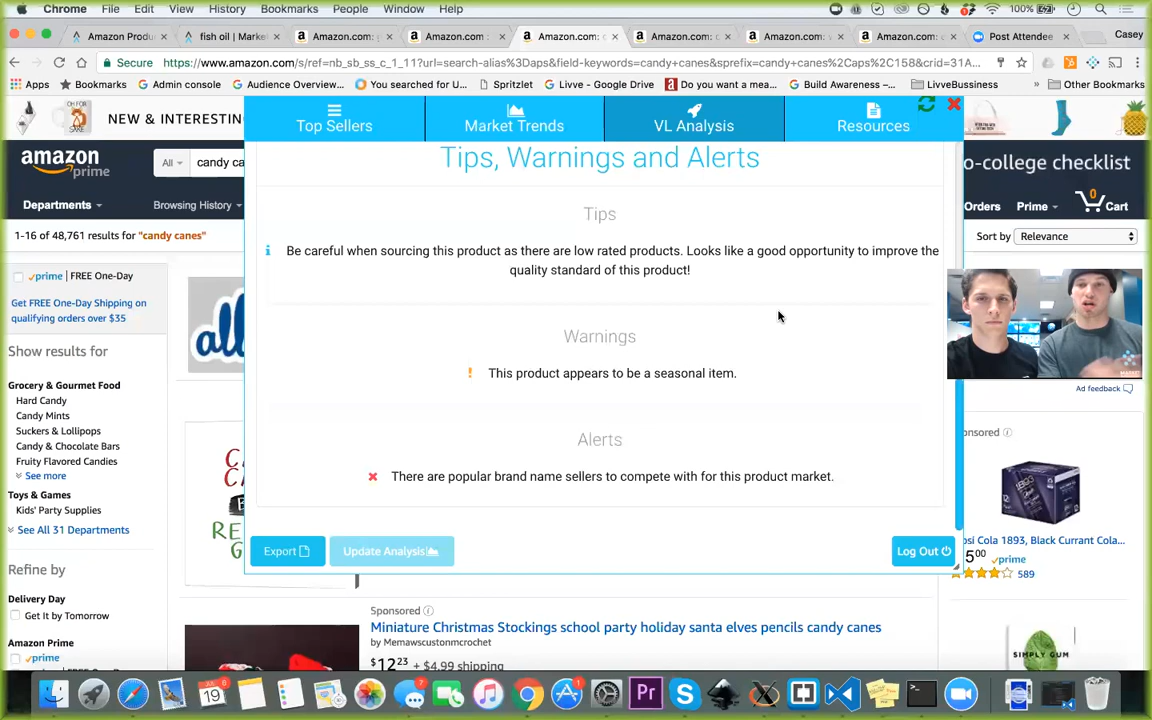 Chrome File Edit View History Bookmarks People Window Help 100%
Amazon Produ fish oil | Marke Amazon.com: Amazon.com: Amazon.com: Amazon.com: Amazon.com: Amazon.com: Post Attendee Casey
Secure https://www.amazon.com/s/ref=nb_sb_ss_c_1_11?url=search-alias%3Daps&field-keywords=candy+canes&sprefix=candy+canes%2Caps%2C158&crid=31A...
Apps Bookmarks Admin console Audience Overview... You searched for U... Spritzlet Livve - Google Drive Do you want a mea... Build Awareness -... LivveBussiness Other Bookmarks
NEW & INTERESTIN
Top Sellers Market Trends VL Analysis Resources
amazon prime
All candy ca
o-college checklist
Departments Browsing History Orders Prime 0 Cart
1-16 of 48,761 results for "candy canes" Sort by Relevance
Tips, Warnings and Alerts
Tips
Be careful when sourcing this product as there are low rated products. Looks like a good opportunity to improve the
quality standard of this product!
Warnings
This product appears to be a seasonal item.
Alerts
There are popular brand name sellers to compete with for this product market.
Export Update Analysis Log Out
prime | FREE One-Day
FREE One-Day Shipping on
qualifying orders over $35
Show results for
Grocery & Gourmet Food
Hard Candy
Candy Mints
Suckers & Lollipops
Candy & Chocolate Bars
Fruity Flavored Candies
See more
Toys & Games
Kids' Party Supplies
See All 31 Departments
Refine by
Delivery Day
Get It by Tomorrow
Amazon Prime
prime
Sponsored
Miniature Christmas Stockings school party holiday santa elves pencils candy canes
by Memawscustonmcrochet
$12 23 + $4.99 shipping
Ad feedback
onsored
psi Cola 1893, Black Currant Cola...
5 00 prime
589
SIMPLY GUM